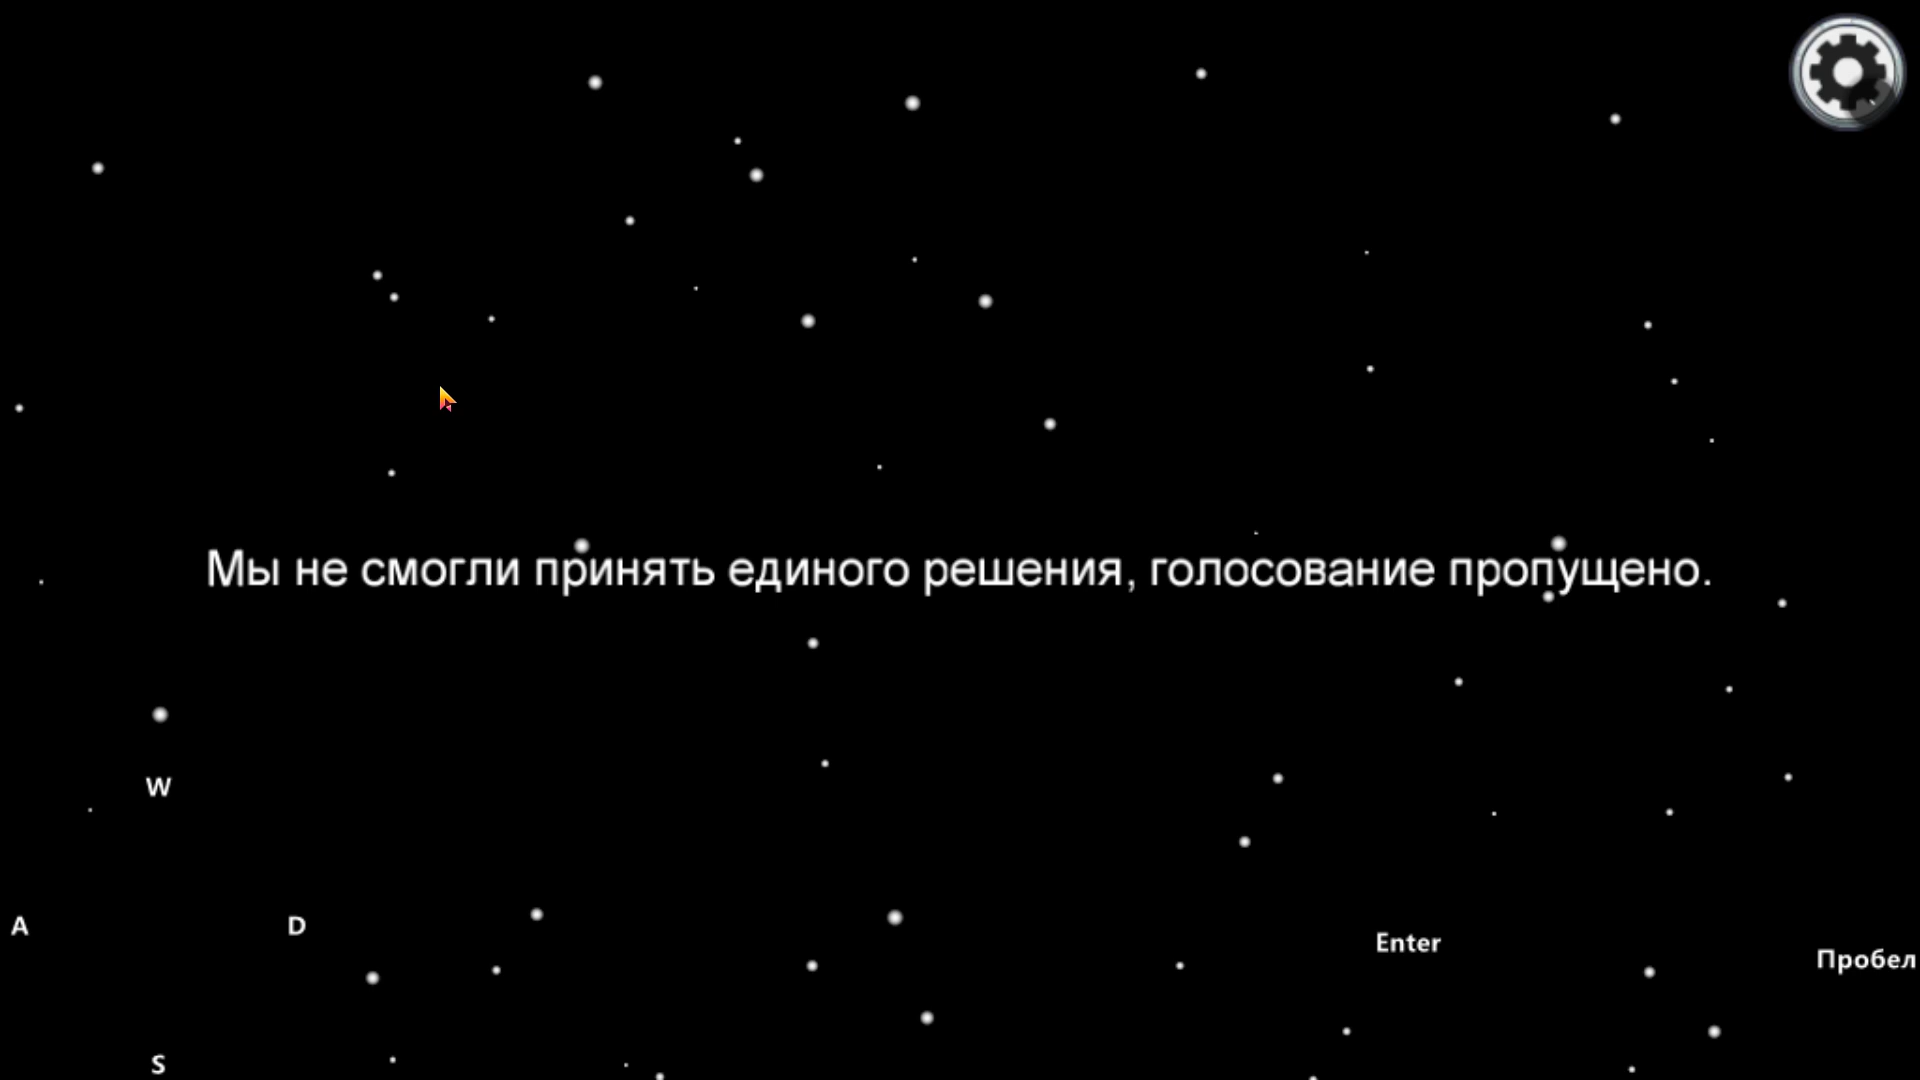 Мы не смогли принять единого решения, голосование пропущено.
W
A
D
Enter
Пробел
S